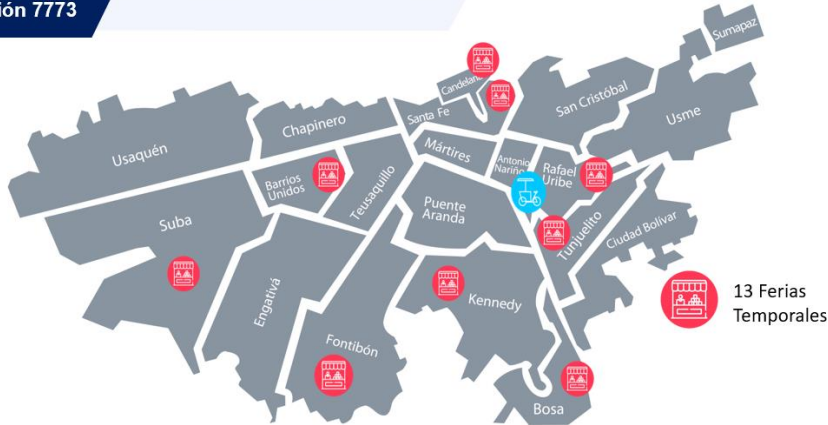 ión 7773
Sumapaz
Candelaria
San Cristóbal
Usme
Santa Fe
Chapinero
Usaquén
Mártires
Antonio
Nariño
Rafael
Uribe
Barrios
Unidos
Teusaquillo
Puente
Aranda
Tunjuelito
Ciudad Bolivar
Suba
Engativá
Kennedy
Fontibón
Bosa
13 Ferias
Temporales